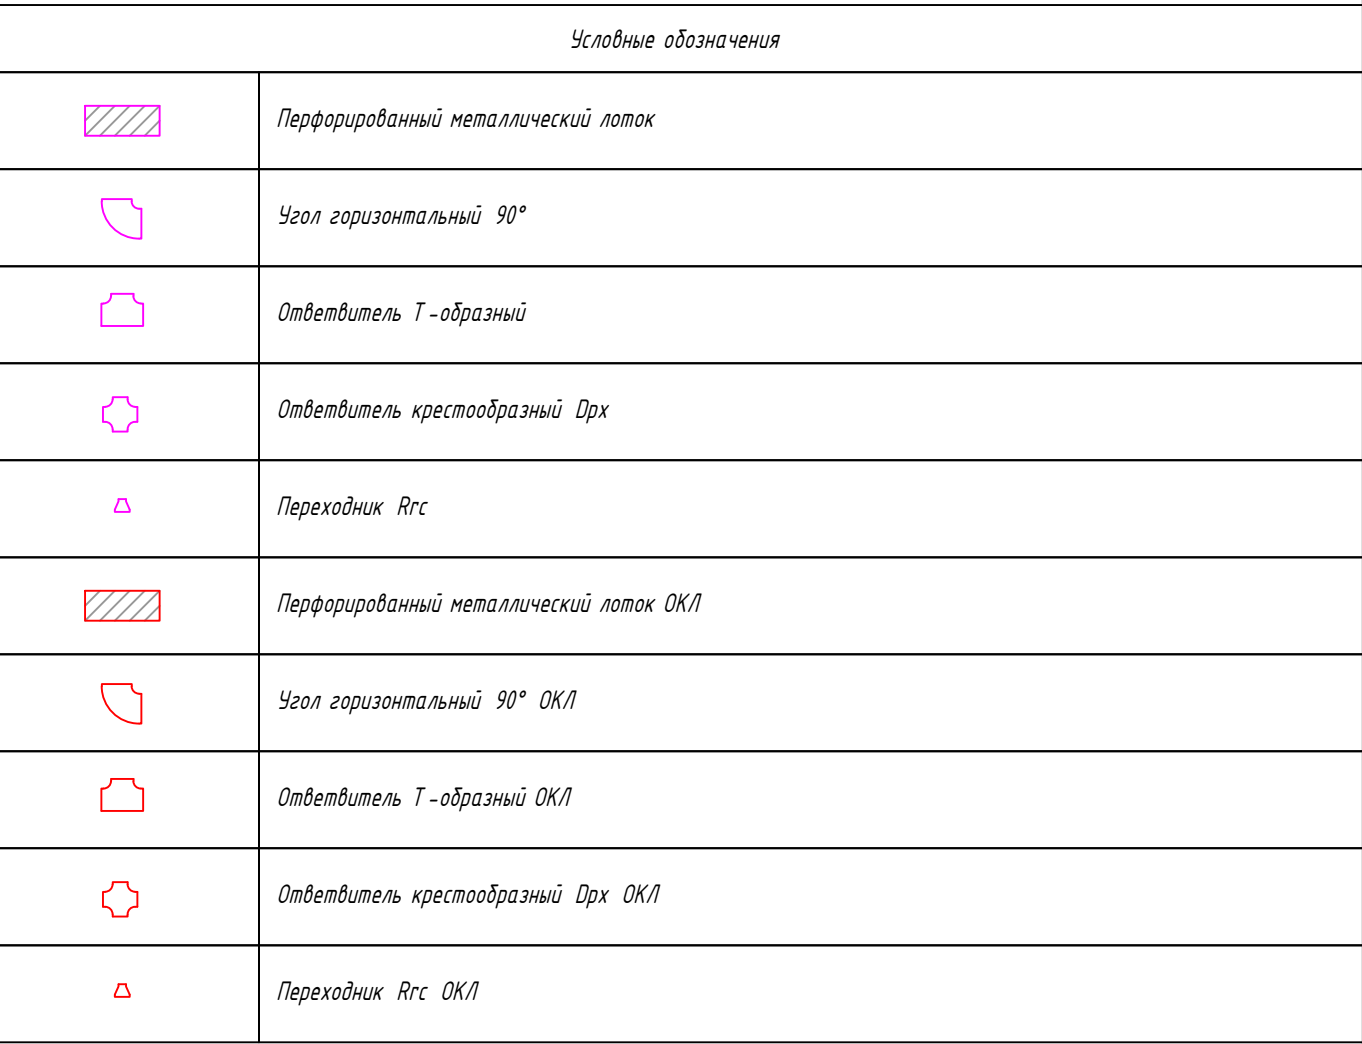 Условные обозначения
Перфорированный металлический лоток
Угол горизонтальный 90°
Ответвитель Т-образный
Ответвитель крестообразный Dpx
Переходник Rrc
Перфорированный металлический лоток ОКЛ
Угол горизонтальный 90° ОКЛ
Ответвитель Т-образный ОКЛ
Ответвитель крестообразный Dpx ОКЛ
Переходник Rrc ОКЛ